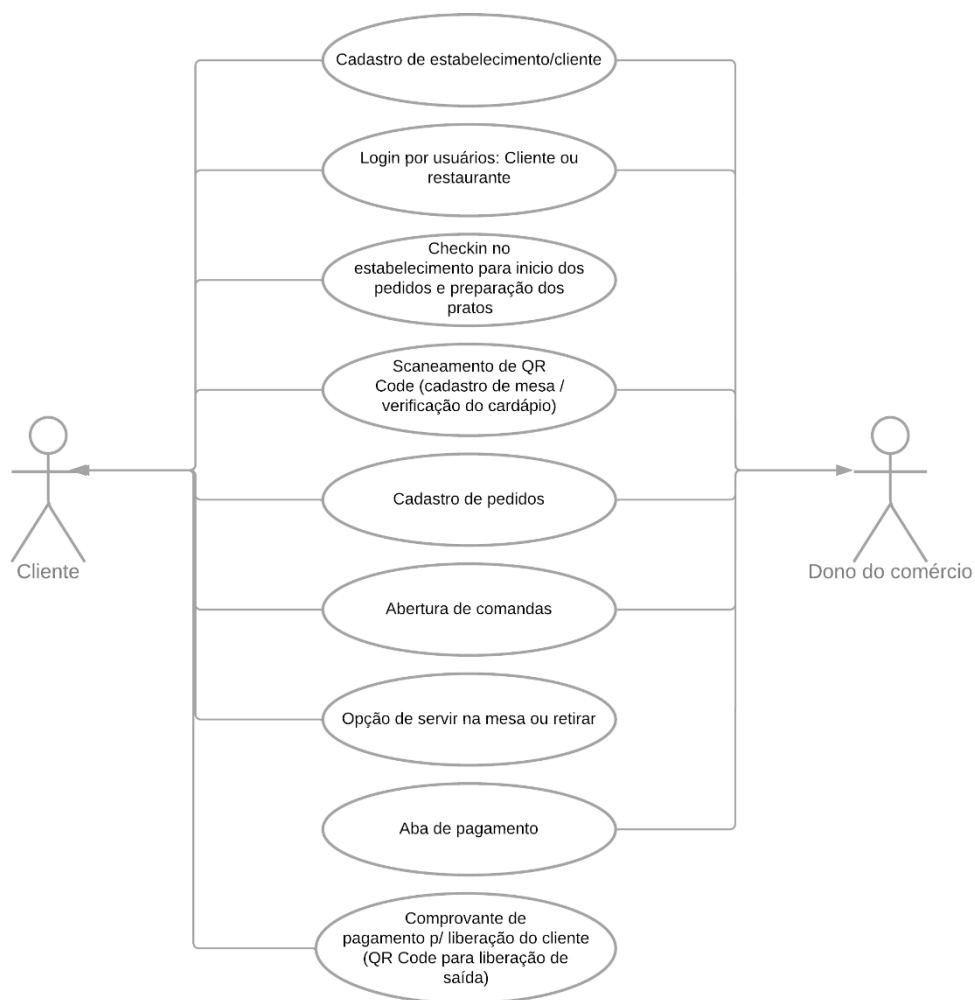 Cadastro de estabelecimento/cliente
Login por usuários: Cliente ou
restaurante
Checkin no
estabelecimento para inicio dos
pedidos e preparação dos
pratos
Scaneamento de QR
Code (cadastro de mesa /
verificação do cardápio)
Cadastro de pedidos
Cliente
Dono do comércio
Abertura de comandas
Opção de servir na mesa ou retirar
Aba de pagamento
Comprovante de
pagamento p/ liberação do cliente
(QR Code para liberação de
saída)